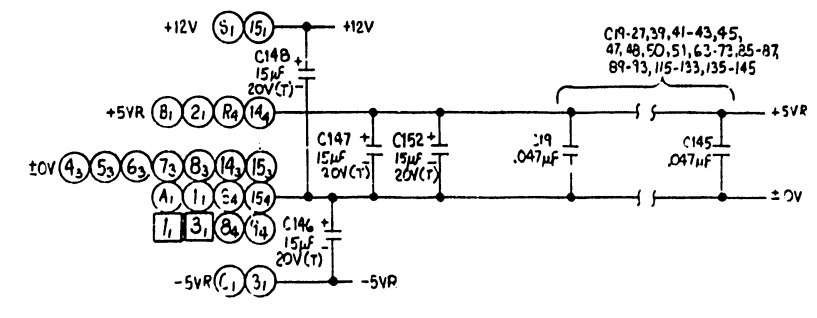 +12V S₁ 15₁ +12V
C19-27,39,41-43,45,
47,48,50,51,63-73,85-87,
89-93,115-133,135-145
C148 +
15µF
20V(T) -
+5VR B₁ 2₁ R₄ 14₄ +5VR
C147 +
15µF
20V(T) -
C152 +
15µF
20V(T) -
C19
.047µF
C145
.047µF
±0V 4₃ 5₃ 6₃ 7₃ 8₃ 14₃ 15₃
A₁ 1₁ S₄ 15₄ ±0V
1₁ 3₁ 8₄ 4₄
C146 +
15µF
20V(T) -
-5VR C₁ 3₁ -5VR